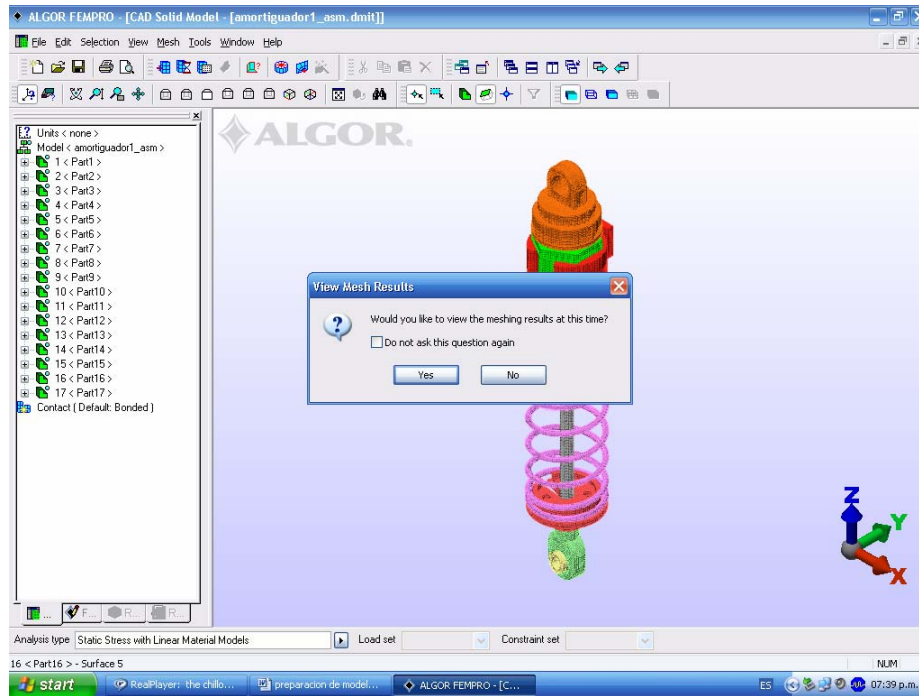 ALGOR FEMPRO - [CAD Solid Model - [amortiguador1_asm.dmit]]
File Edit Selection View Mesh Tools Window Help
ALGOR
Units < none >
Model < amortiguador1_asm >
1 < Part1 >
2 < Part2 >
3 < Part3 >
4 < Part4 >
5 < Part5 >
6 < Part6 >
7 < Part7 >
8 < Part8 >
9 < Part9 >
10 < Part10 >
11 < Part11 >
12 < Part12 >
13 < Part13 >
14 < Part14 >
15 < Part15 >
16 < Part16 >
17 < Part17 >
Contact ( Default: Bonded )
View Mesh Results
Would you like to view the meshing results at this time?
Do not ask this question again
Yes No
Z
Y
X
... F... R... R...
Analysis type Static Stress with Linear Material Models Load set Constraint set
16 < Part16 > - Surface 5 NUM
start RealPlayer: the chillo... preparacion de model... ALGOR FEMPRO - [C... ES 07:39 p.m.